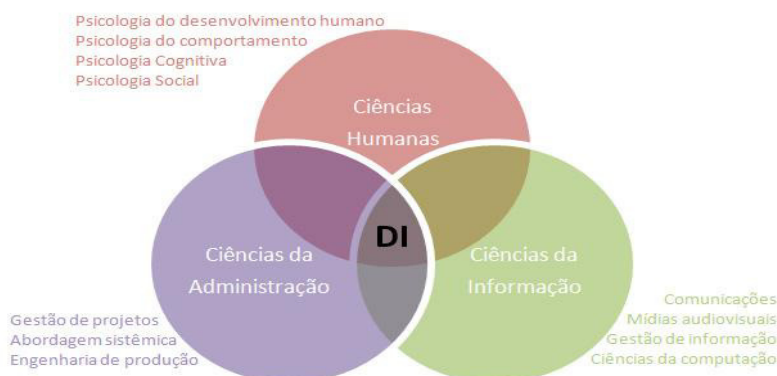 Psicologia do desenvolvimento humano
Psicologia do comportamento
Psicologia Cognitiva
Psicologia Social
Ciências
Humanas
DI
Ciências da
Administração
Ciências da
Informação
Gestão de projetos
Abordagem sistêmica
Engenharia de produção
Comunicações
Mídias audiovisuais
Gestão de informação
Ciências da computação